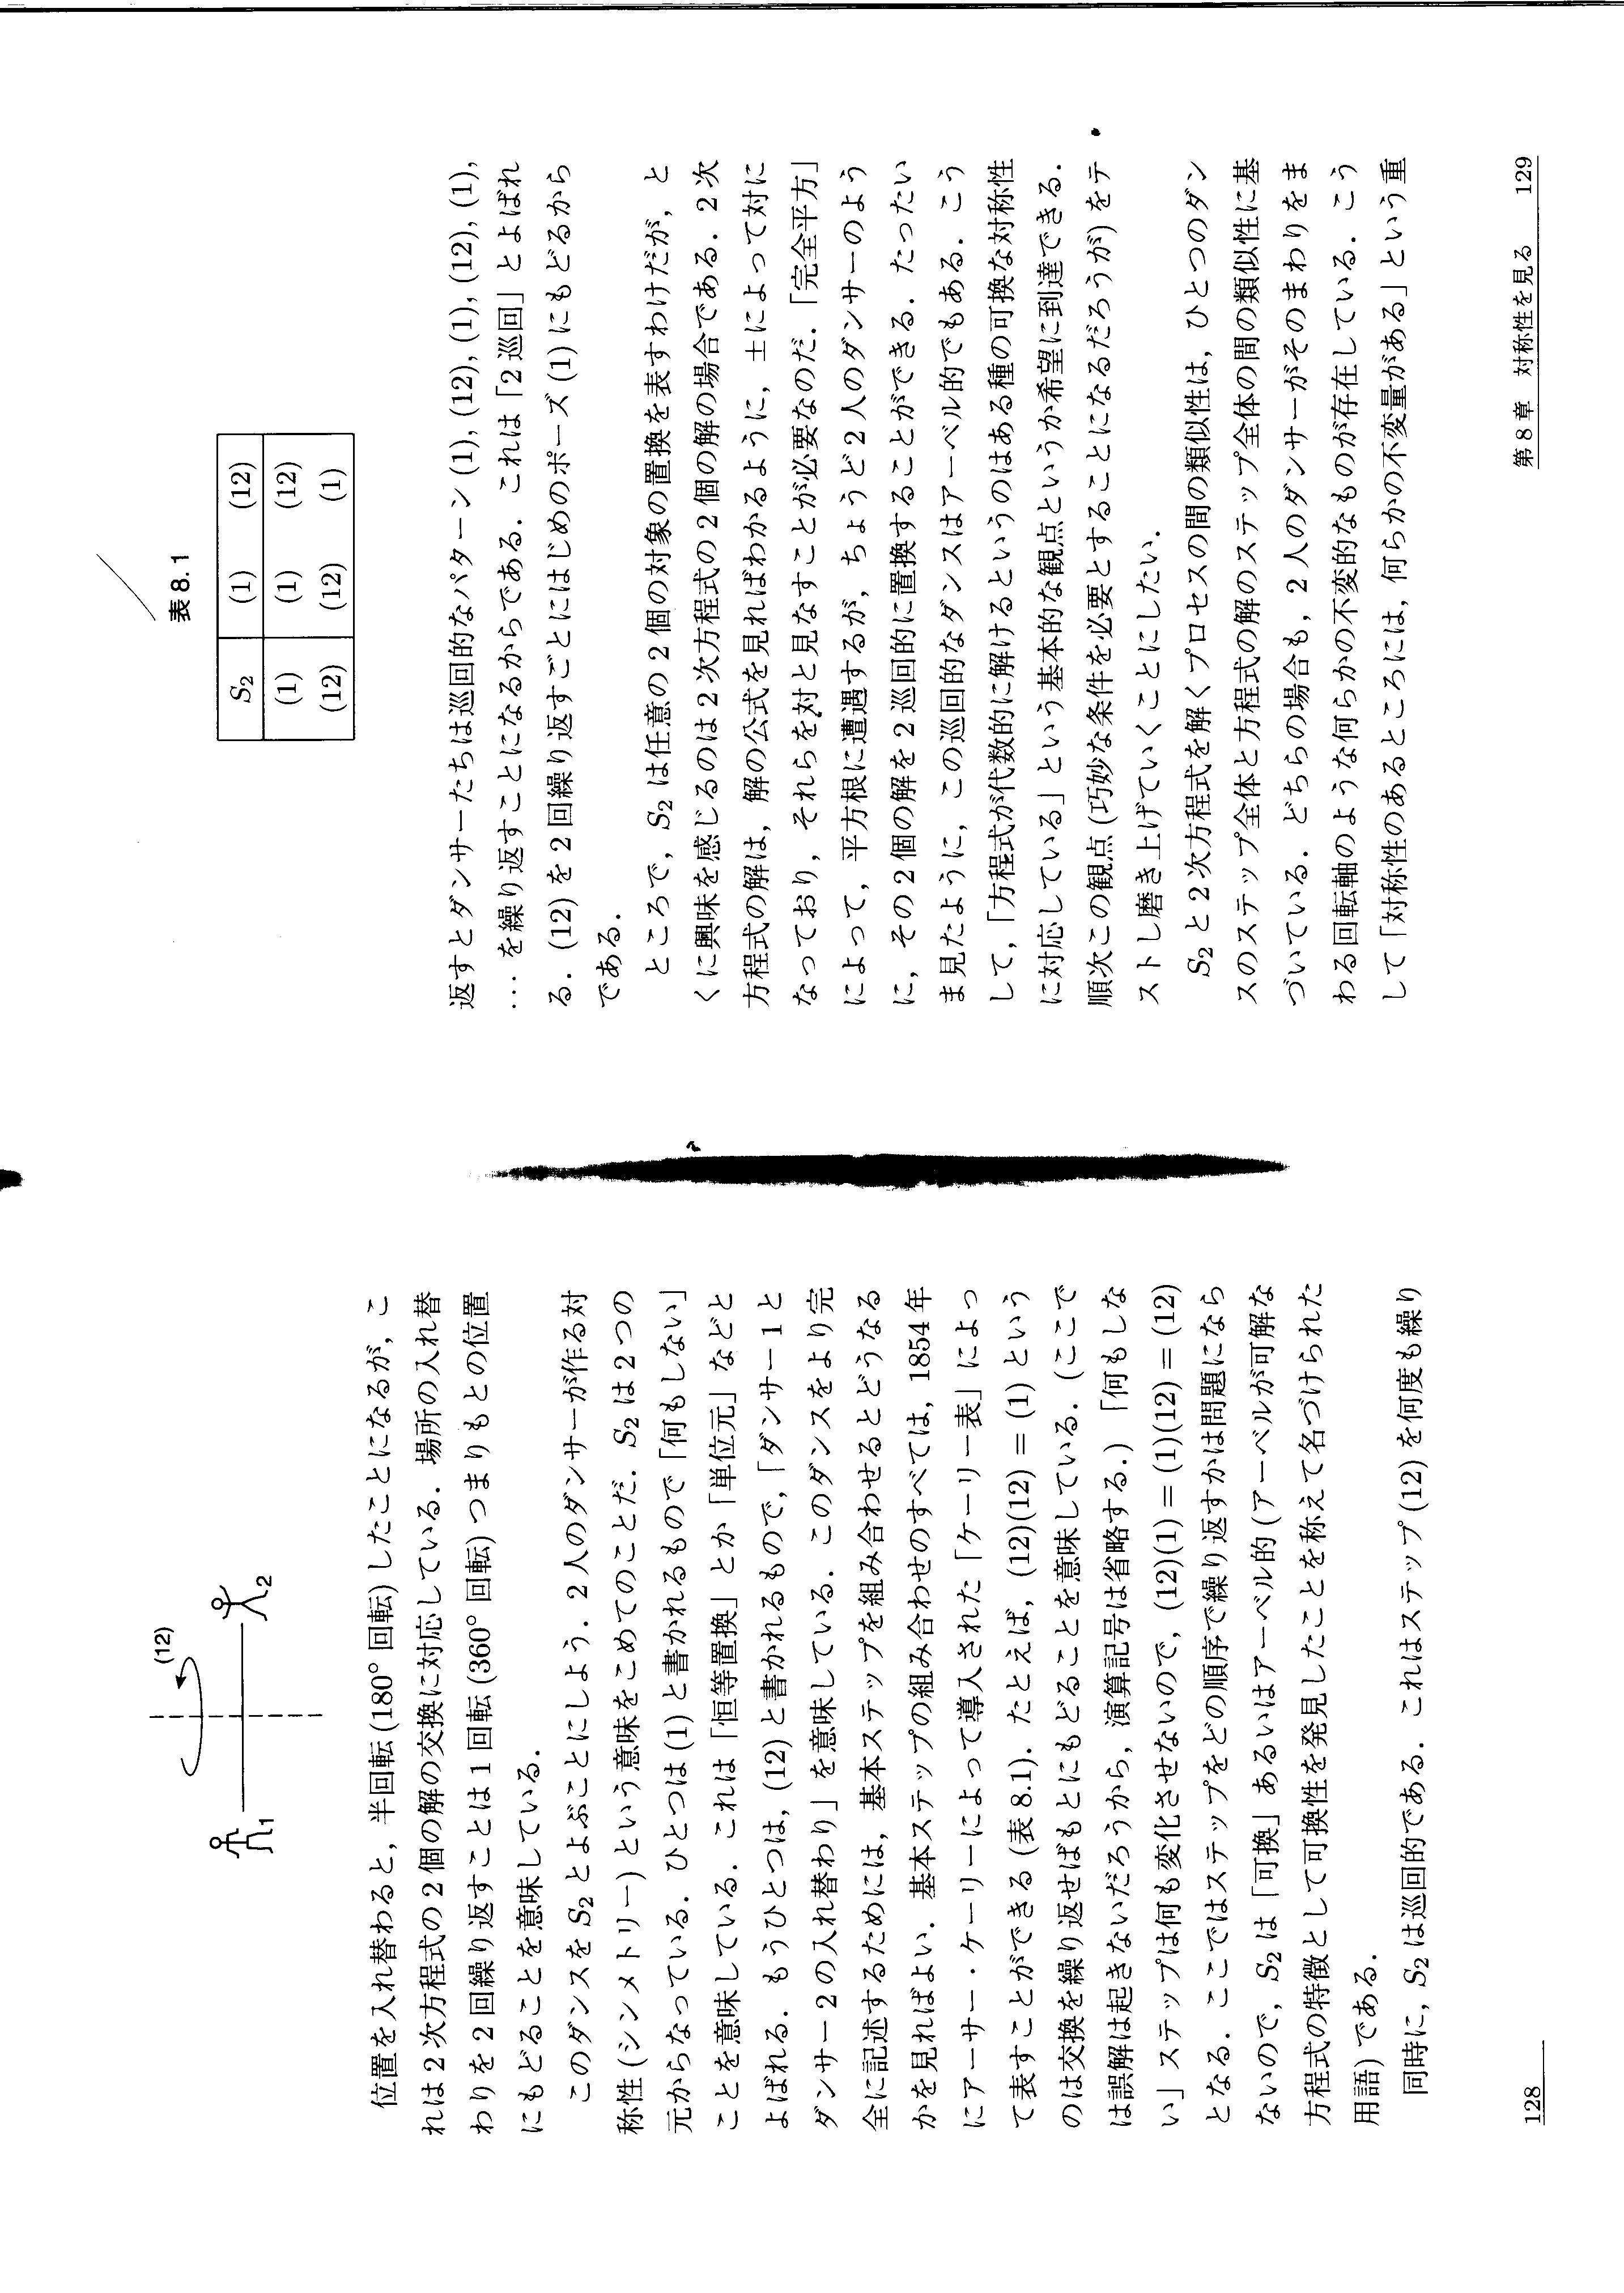 (12)
1
2
位置を入れ替わると，半回転(180°回転)したことになるが，こ
れは2次方程式の2個の解の交換に対応している．場所の入れ替
わりを2回繰り返すことは1回転(360°回転)つまりもとの位置
にもどることを意味している．
このダンスをS₂とよぶことにしよう．2人のダンサーが作る対
称性(シンメトリー)という意味をこめてのことだ．S₂は2つの
元からなっている．ひとつは(1)と書かれるもので「何もしない」
ことを意味している．これは「恒等置換」とか「単位元」などと
よばれる．もうひとつは，(12)と書かれるもので，「ダンサー1と
ダンサー2の入れ替わり」を意味している．このダンスをより完
全に記述するためには，基本ステップを組み合わせるとどうなる
かを見ればよい．基本ステップの組み合わせのすべては，1854年
にアーサー・ケーリーによって導入された「ケーリー表」によっ
て表すことができる(表8.1)．たとえば，(12)(12)＝(1)という
のは交換を繰り返せばもとにもどることを意味している．(ここで
は誤解は起きないだろうから，演算記号は省略する．)「何もしな
い」ステップは何も変化させないので，(12)(1)＝(1)(12)＝(12)
となる．ここではステップをどの順序で繰り返すかは問題になら
ないので，S₂は「可換」あるいはアーベル的(アーベルが可解な
方程式の特徴として可換性を発見したことを称えて名づけられた
用語)である．
同時に，S₂は巡回的である．これはステップ(12)を何度も繰り
128
表8.1
S₂ (1) (12)
(1) (1) (12)
(12) (12) (1)
返すとダンサーたちは巡回的なパターン(1), (12), (1), (12), (1),
…を繰り返すことになるからである．これは「2巡回」とよばれ
る．(12)を2回繰り返すごとにはじめのポーズ(1)にもどるから
である．
ところで，S₂は任意の2個の対象の置換を表すわけだが，と
くに興味を感じるのは2次方程式の2個の解の場合である．2次
方程式の解は，解の公式を見ればわかるように，±によって対に
なっており，それらを対と見なすことが必要なのだ．「完全平方」
によって，平方根に遭遇するが，ちょうど2人のダンサーのよう
に，その2個の解を2巡回的に置換することができる．たったい
ま見たように，この巡回的なダンスはアーベル的でもある．こう
して，「方程式が代数的に解けるというのはある種の可換な対称性
に対応している」という基本的な観点というか希望に到達できる．
順次この観点(巧妙な条件を必要とすることになるだろうが)をテ
ストし磨き上げていくことにしたい．
S₂と2次方程式を解くプロセスの間の類似性は，ひとつのダン
スのステップ全体と方程式の解のステップ全体の間の類似性に基
づいている．どちらの場合も，2人のダンサーがそのまわりをま
わる回転軸のような何らかの不変的なものが存在している．こう
して「対称性のあるところには，何らかの不変量がある」という重
第8章 対称性を見る 129